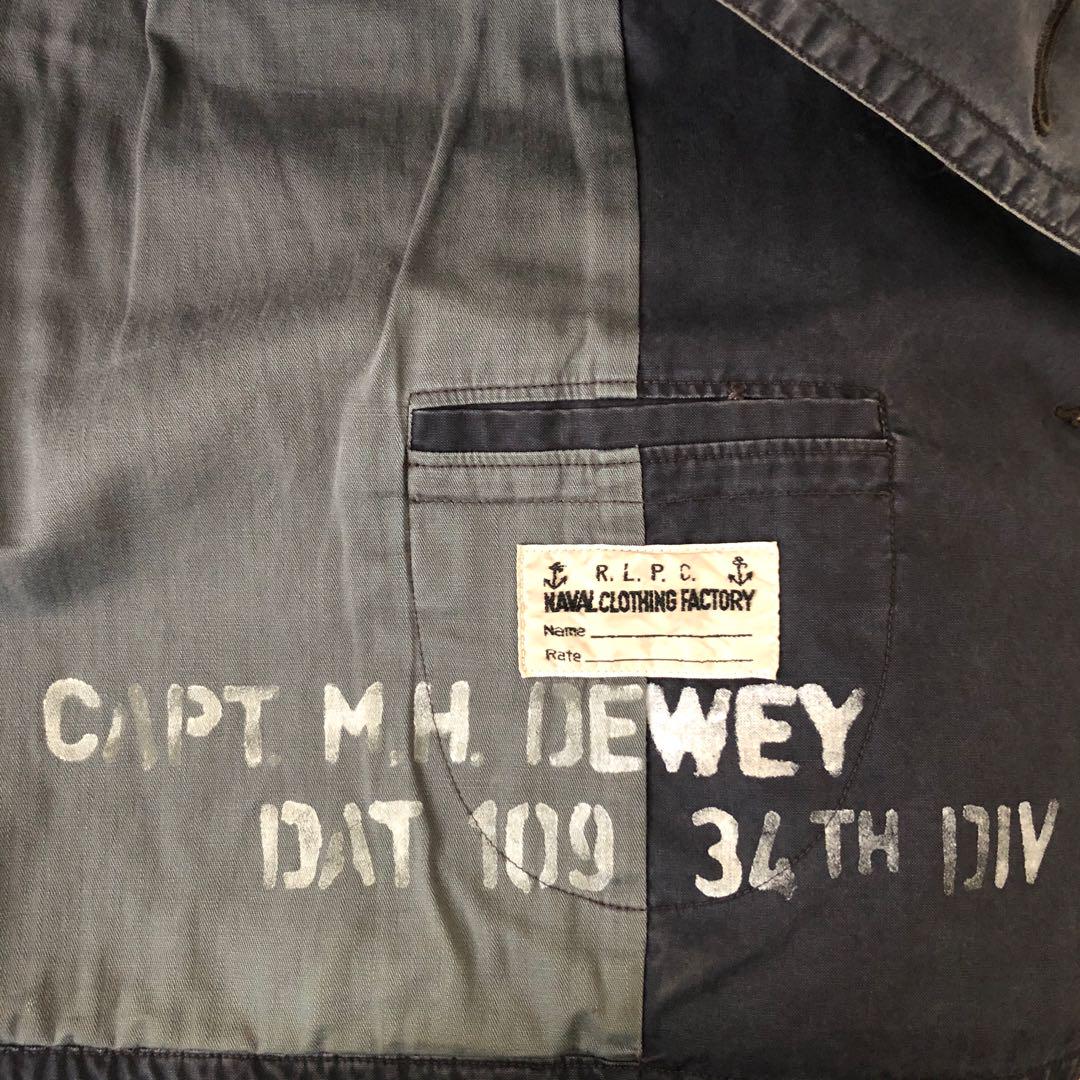 R. L. P. C.
NAVAL CLOTHING FACTORY
Name
Rate
CAPT. M.H. DEWEY
DAT 109 34TH DIV